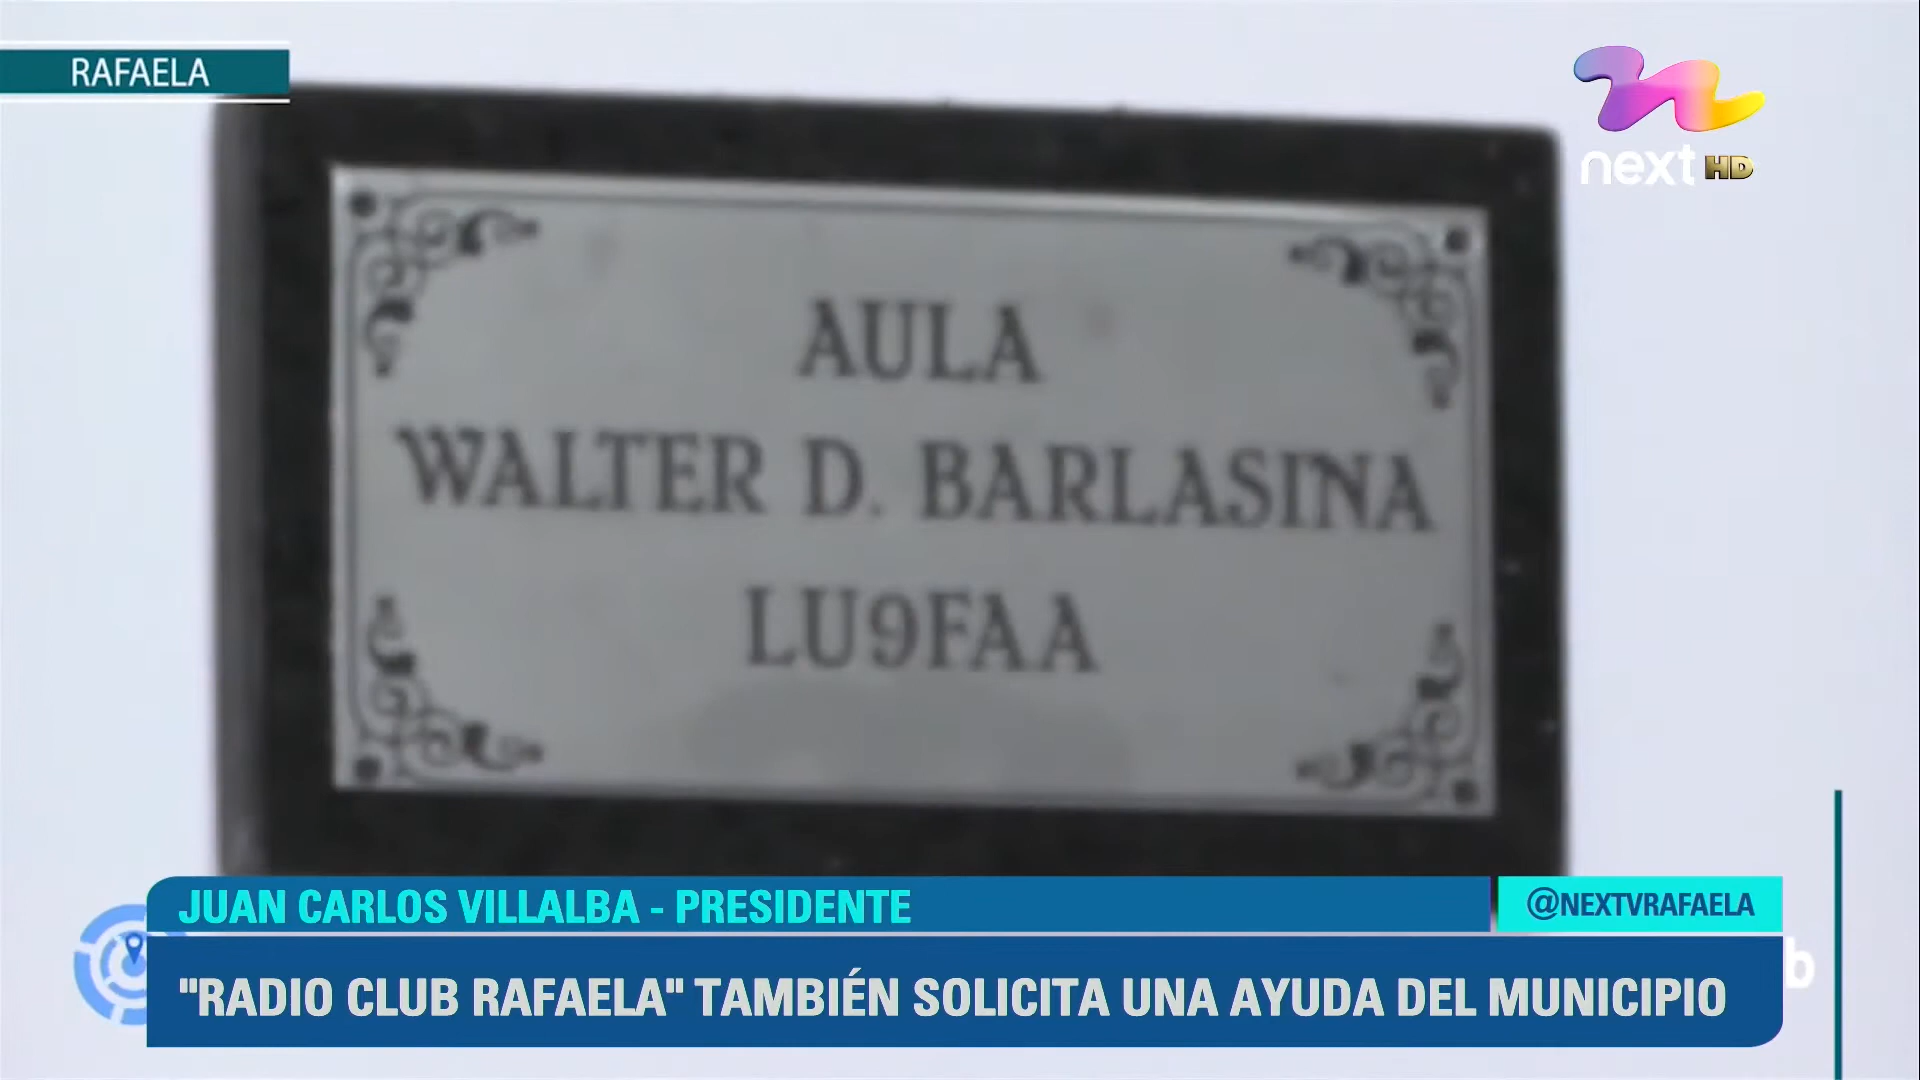 RAFAELA
next HD
AULA
WALTER D. BARLASINA
LU9FAA
JUAN CARLOS VILLALBA - PRESIDENTE
@NEXTVRAFAELA
"RADIO CLUB RAFAELA" TAMBIÉN SOLICITA UNA AYUDA DEL MUNICIPIO